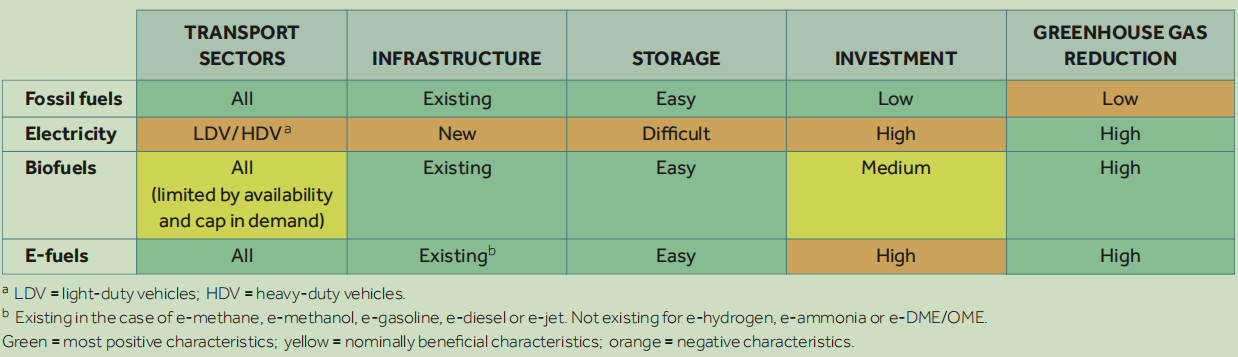 TRANSPORT SECTORS INFRASTRUCTURE STORAGE INVESTMENT GREENHOUSE GAS REDUCTION
Fossil fuels All Existing Easy Low Low
Electricity LDV/HDVᵃ New Difficult High High
Biofuels All Existing Easy Medium High
(limited by availability
and cap in demand)
E-fuels All Existingᵇ Easy High High
ᵃ LDV = light-duty vehicles; HDV = heavy-duty vehicles.
ᵇ Existing in the case of e-methane, e-methanol, e-gasoline, e-diesel or e-jet. Not existing for e-hydrogen, e-ammonia or e-DME/OME.
Green = most positive characteristics; yellow = nominally beneficial characteristics; orange = negative characteristics.